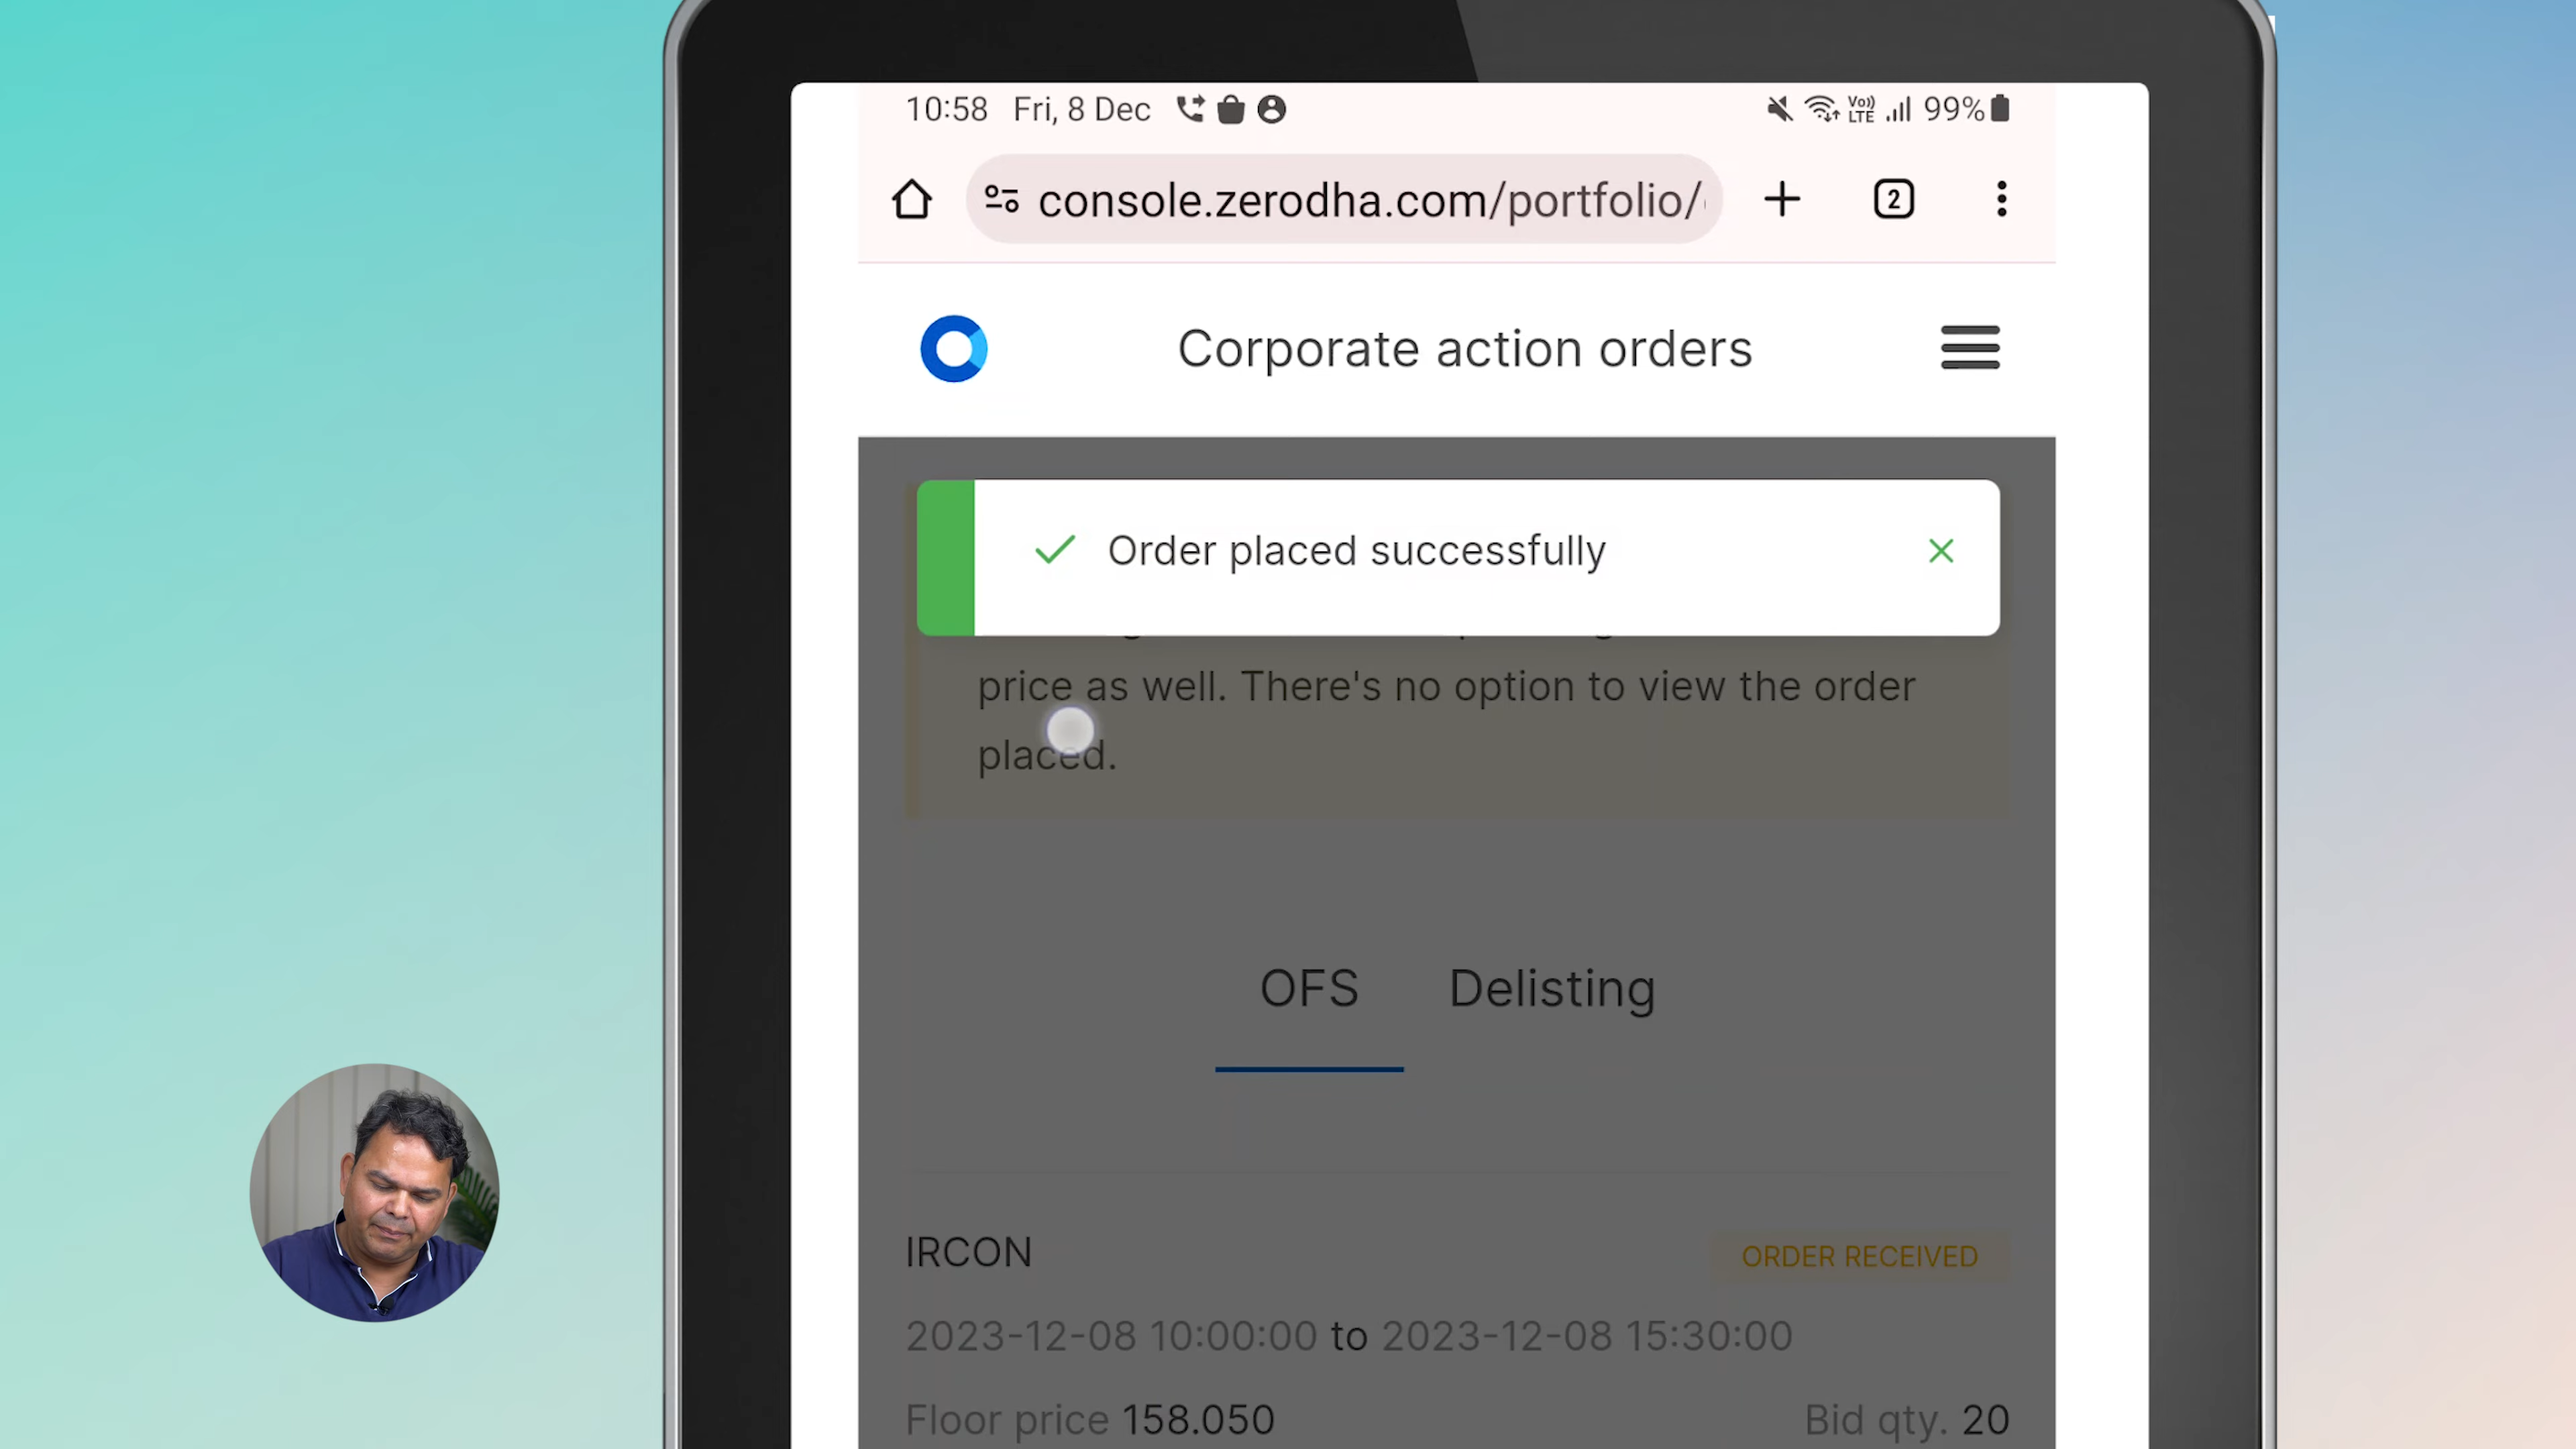 10:58 Fri, 8 Dec Vo)) LTE 99%
console.zerodha.com/portfolio/
2
Corporate action orders
Order placed successfully
price as well. There's no option to view the order
placed.
OFS Delisting
IRCON ORDER RECEIVED
2023-12-08 10:00:00 to 2023-12-08 15:30:00
Floor price 158.050 Bid qty. 20